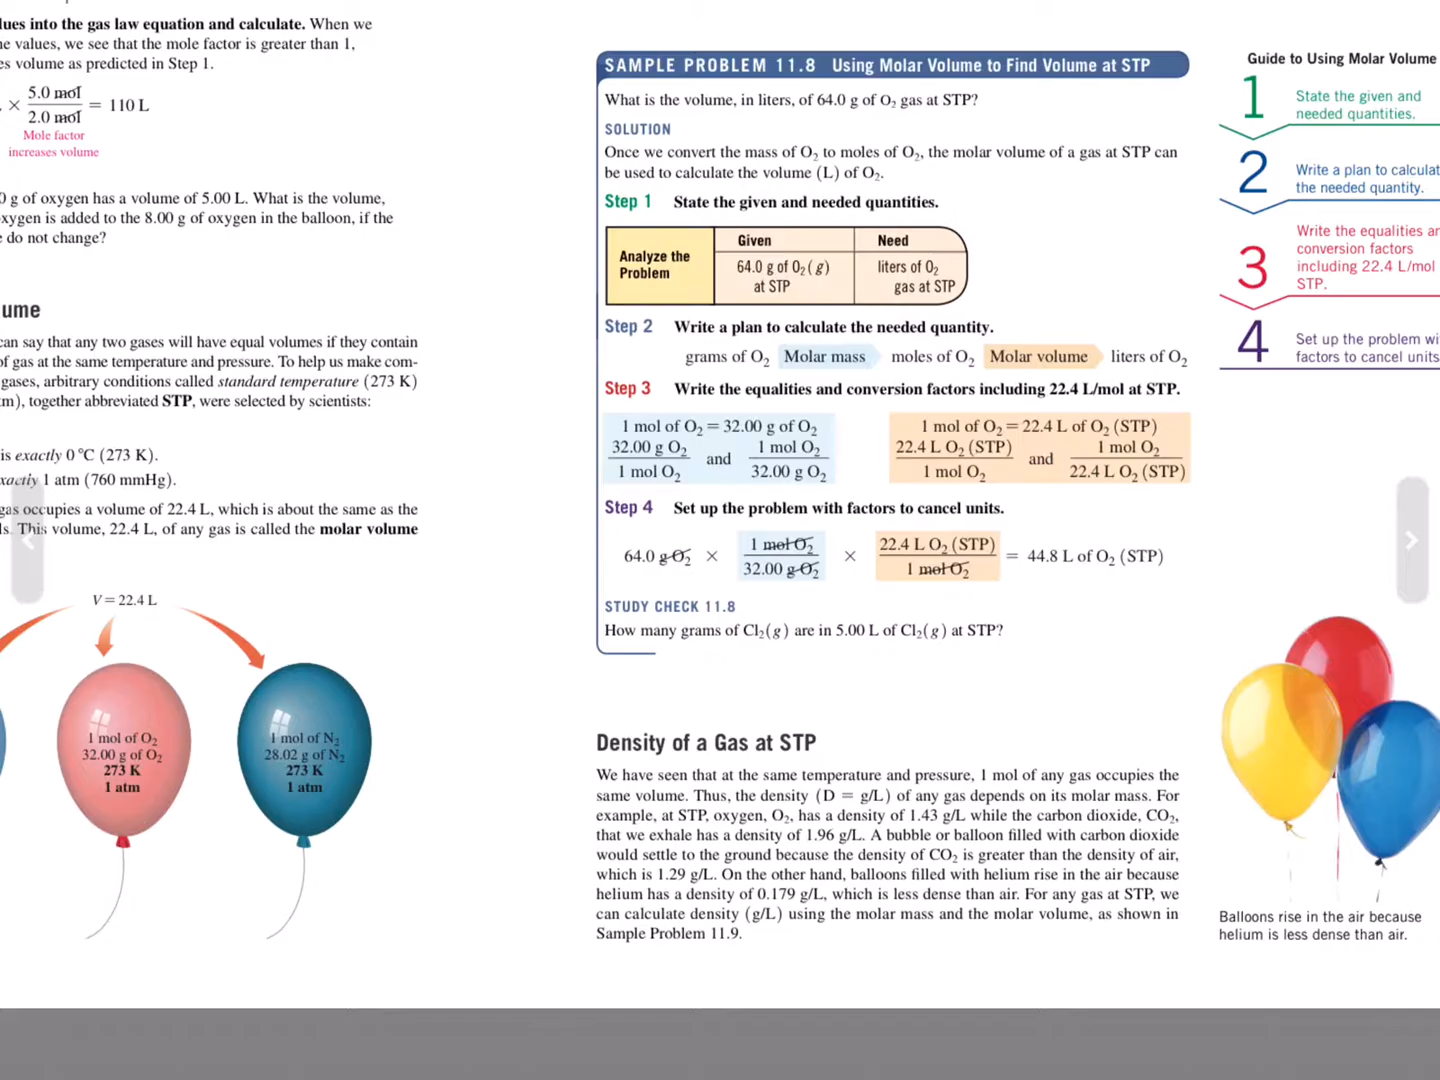 lues into the gas law equation and calculate. When we
e values, we see that the mole factor is greater than 1,
es volume as predicted in Step 1.
× 5.0 mol / 2.0 mol = 110 L
Mole factor
increases volume
0 g of oxygen has a volume of 5.00 L. What is the volume,
xygen is added to the 8.00 g of oxygen in the balloon, if the
e do not change?
ume
can say that any two gases will have equal volumes if they contain
of gas at the same temperature and pressure. To help us make com-
gases, arbitrary conditions called standard temperature (273 K)
m), together abbreviated STP, were selected by scientists:
is exactly 0 °C (273 K).
xactly 1 atm (760 mmHg).
gas occupies a volume of 22.4 L, which is about the same as the
ls. This volume, 22.4 L, of any gas is called the molar volume
V = 22.4 L
1 mol of O₂
32.00 g of O₂
273 K
1 atm
1 mol of N₂
28.02 g of N₂
273 K
1 atm
SAMPLE PROBLEM 11.8 Using Molar Volume to Find Volume at STP
What is the volume, in liters, of 64.0 g of O₂ gas at STP?
SOLUTION
Once we convert the mass of O₂ to moles of O₂, the molar volume of a gas at STP can
be used to calculate the volume (L) of O₂.
Step 1 State the given and needed quantities.
Analyze the
Problem
Given
64.0 g of O₂(g)
at STP
Need
liters of O₂
gas at STP
Step 2 Write a plan to calculate the needed quantity.
grams of O₂ Molar mass moles of O₂ Molar volume liters of O₂
Step 3 Write the equalities and conversion factors including 22.4 L/mol at STP.
1 mol of O₂ = 32.00 g of O₂
32.00 g O₂ / 1 mol O₂ and 1 mol O₂ / 32.00 g O₂
1 mol of O₂ = 22.4 L of O₂ (STP)
22.4 L O₂ (STP) / 1 mol O₂ and 1 mol O₂ / 22.4 L O₂ (STP)
Step 4 Set up the problem with factors to cancel units.
64.0 g O₂ × 1 mol O₂ / 32.00 g O₂ × 22.4 L O₂ (STP) / 1 mol O₂ = 44.8 L of O₂ (STP)
STUDY CHECK 11.8
How many grams of Cl₂(g) are in 5.00 L of Cl₂(g) at STP?
Density of a Gas at STP
We have seen that at the same temperature and pressure, 1 mol of any gas occupies the
same volume. Thus, the density (D = g/L) of any gas depends on its molar mass. For
example, at STP, oxygen, O₂, has a density of 1.43 g/L while the carbon dioxide, CO₂,
that we exhale has a density of 1.96 g/L. A bubble or balloon filled with carbon dioxide
would settle to the ground because the density of CO₂ is greater than the density of air,
which is 1.29 g/L. On the other hand, balloons filled with helium rise in the air because
helium has a density of 0.179 g/L, which is less dense than air. For any gas at STP, we
can calculate density (g/L) using the molar mass and the molar volume, as shown in
Sample Problem 11.9.
Guide to Using Molar Volume
1 State the given and
needed quantities.
2 Write a plan to calculat
the needed quantity.
3 Write the equalities an
conversion factors
including 22.4 L/mol
STP.
4 Set up the problem wi
factors to cancel units
Balloons rise in the air because
helium is less dense than air.